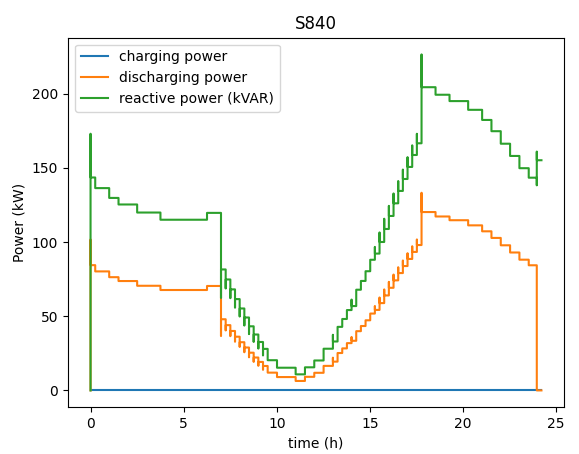 S840
charging power
discharging power
reactive power (kVAR)
Power (kW)
200
150
100
50
0
0 5 10 15 20 25
time (h)